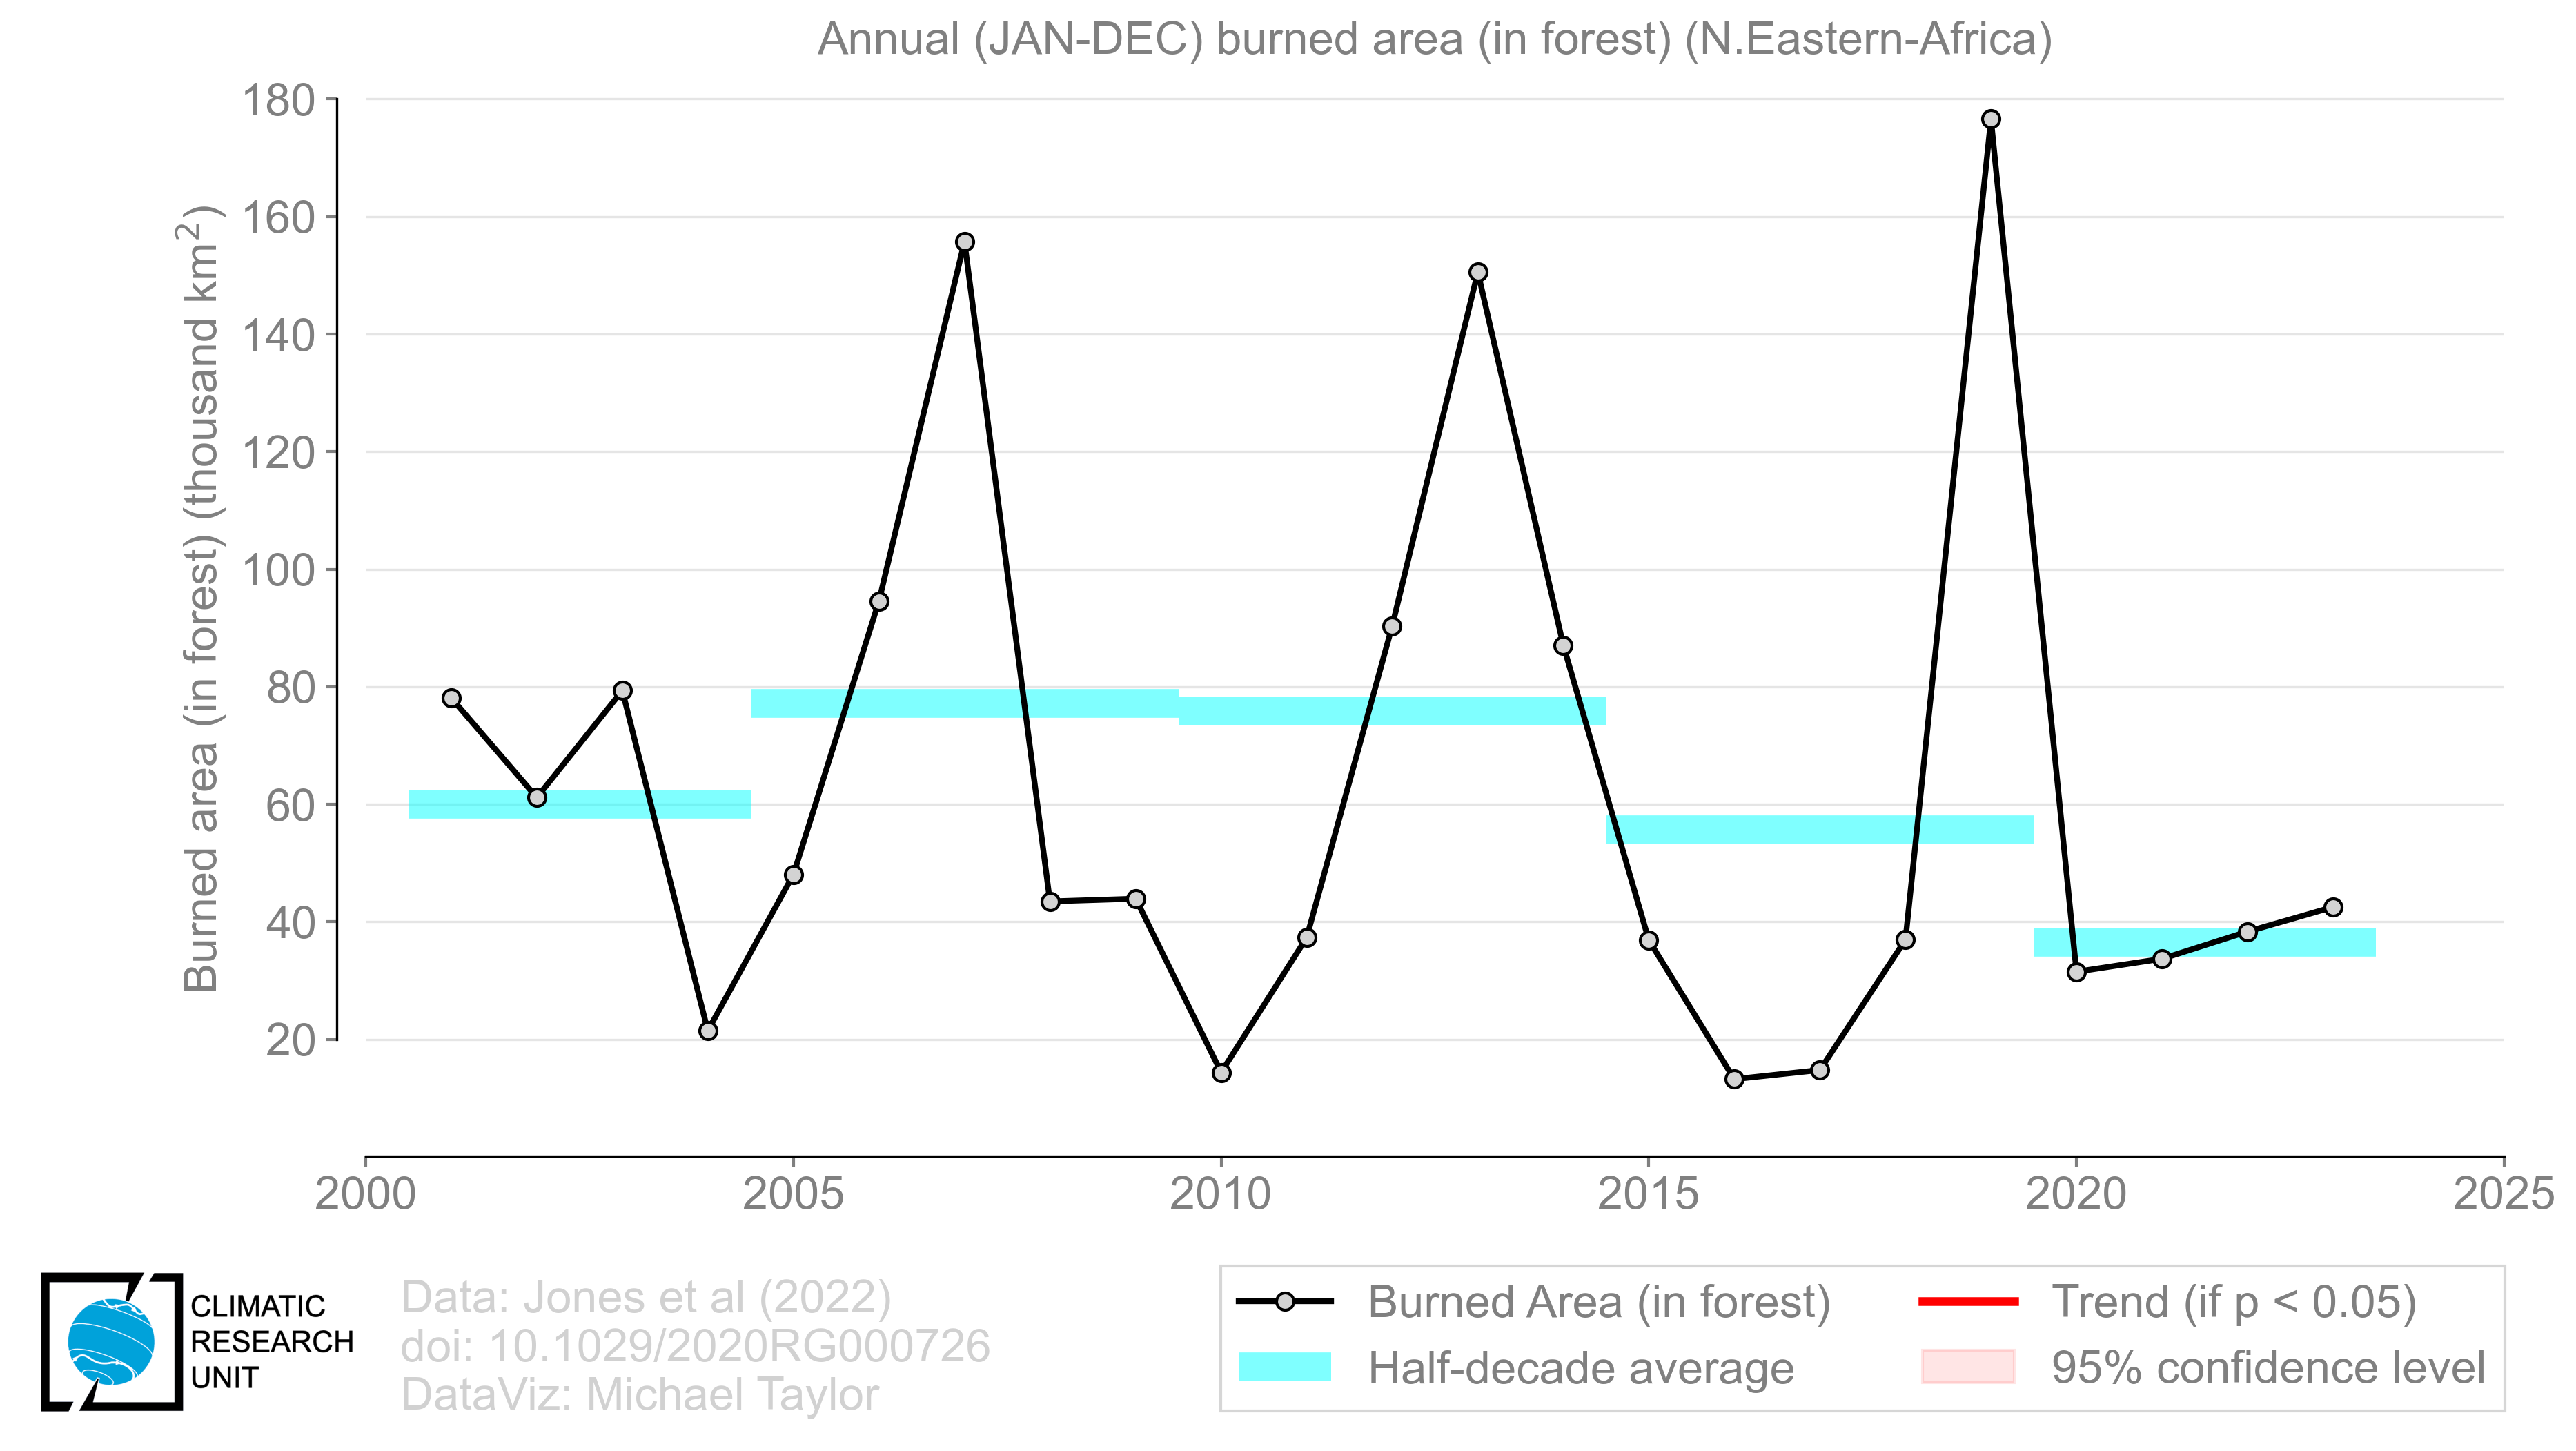 Annual (JAN-DEC) burned area (in forest) (N.Eastern-Africa)
Burned area (in forest) (thousand km²)
180
160
140
120
100
80
60
40
20
2000 2005 2010 2015 2020 2025
CLIMATIC
RESEARCH
UNIT
Data: Jones et al (2022)
doi: 10.1029/2020RG000726
DataViz: Michael Taylor
Burned Area (in forest) Trend (if p < 0.05)
Half-decade average 95% confidence level